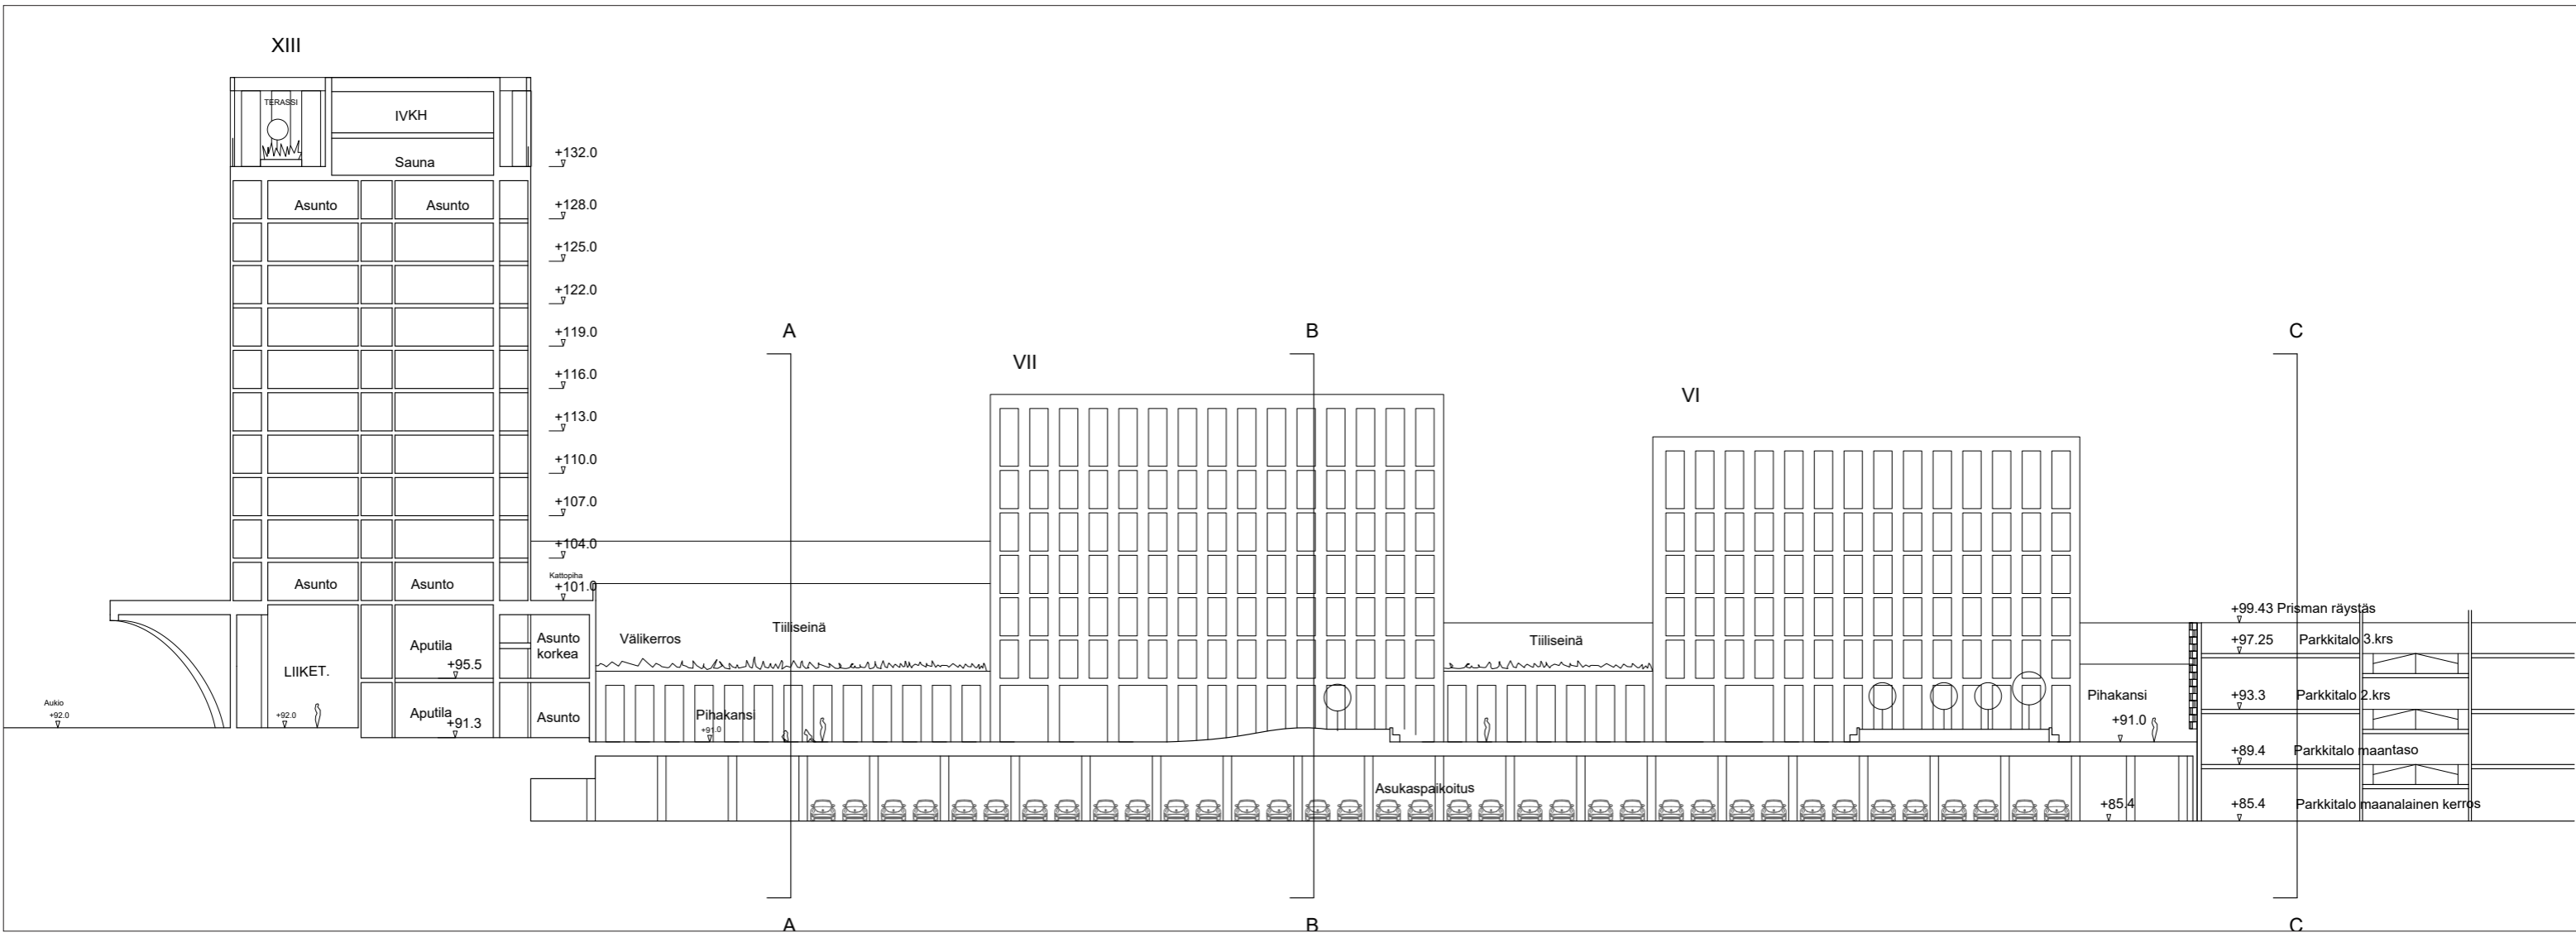 XIII
TERASSI
IVKH
Sauna
+132.0
Asunto Asunto
+128.0
+125.0
+122.0
+119.0
+116.0
+113.0
+110.0
+107.0
+104.0
Asunto Asunto
Kattopiha
+101.0
LIIKET.
Aputila
+95.5
Asunto
korkea
Aputila
+91.3
Asunto
Aukio
+92.0
+92.0
A
B
C
VII
VI
Välikerros
Tiiliseinä
Tiiliseinä
Pihakansi
+91.0
Asukaspaikoitus
Pihakansi
+91.0
+85.4
+99.43 Prisman räystäs
+97.25 Parkkitalo 3.krs
+93.3 Parkkitalo 2.krs
+89.4 Parkkitalo maantaso
+85.4 Parkkitalo maanalainen kerros
A
B
C